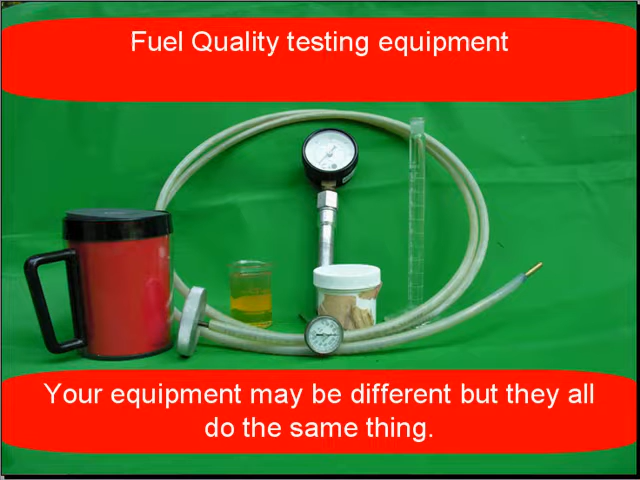 Fuel Quality testing equipment
Your equipment may be different but they all
do the same thing.